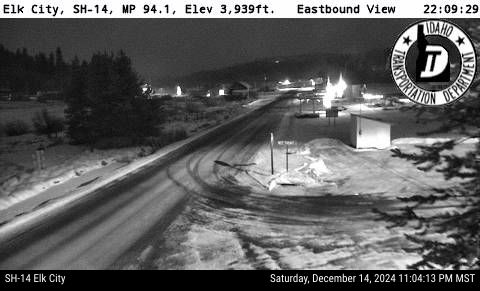 Elk City, SH-14, MP 94.1, Elev 3,939ft.   Eastbound View    22:09:29
IDAHO
TRANSPORTATION DEPARTMENT
SH-14 Elk City    Saturday, December 14, 2024 11:04:13 PM MST